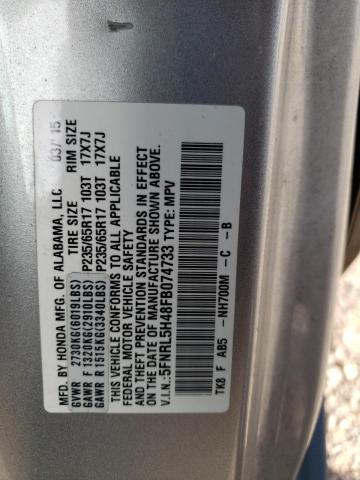 MFD. BY HONDA MFG. OF ALABAMA, LLC 03/ 15
TIRE SIZE RIM SIZE
GVWR 2730KG(6019LBS)
GAWR F 1320KG(2910LBS) P235/65R17 103T 17X7J
GAWR R 1515KG(3340LBS) P235/65R17 103T 17X7J
THIS VEHICLE CONFORMS TO ALL APPLICABLE
FEDERAL MOTOR VEHICLE SAFETY
AND THEFT PREVENTION STANDARDS IN EFFECT
ON THE DATE OF MANUFACTURE SHOWN ABOVE.
V.I.N.: 5FNRL5H48FB074733 TYPE: MPV
TK8 F AB5 -NH700M -C -B